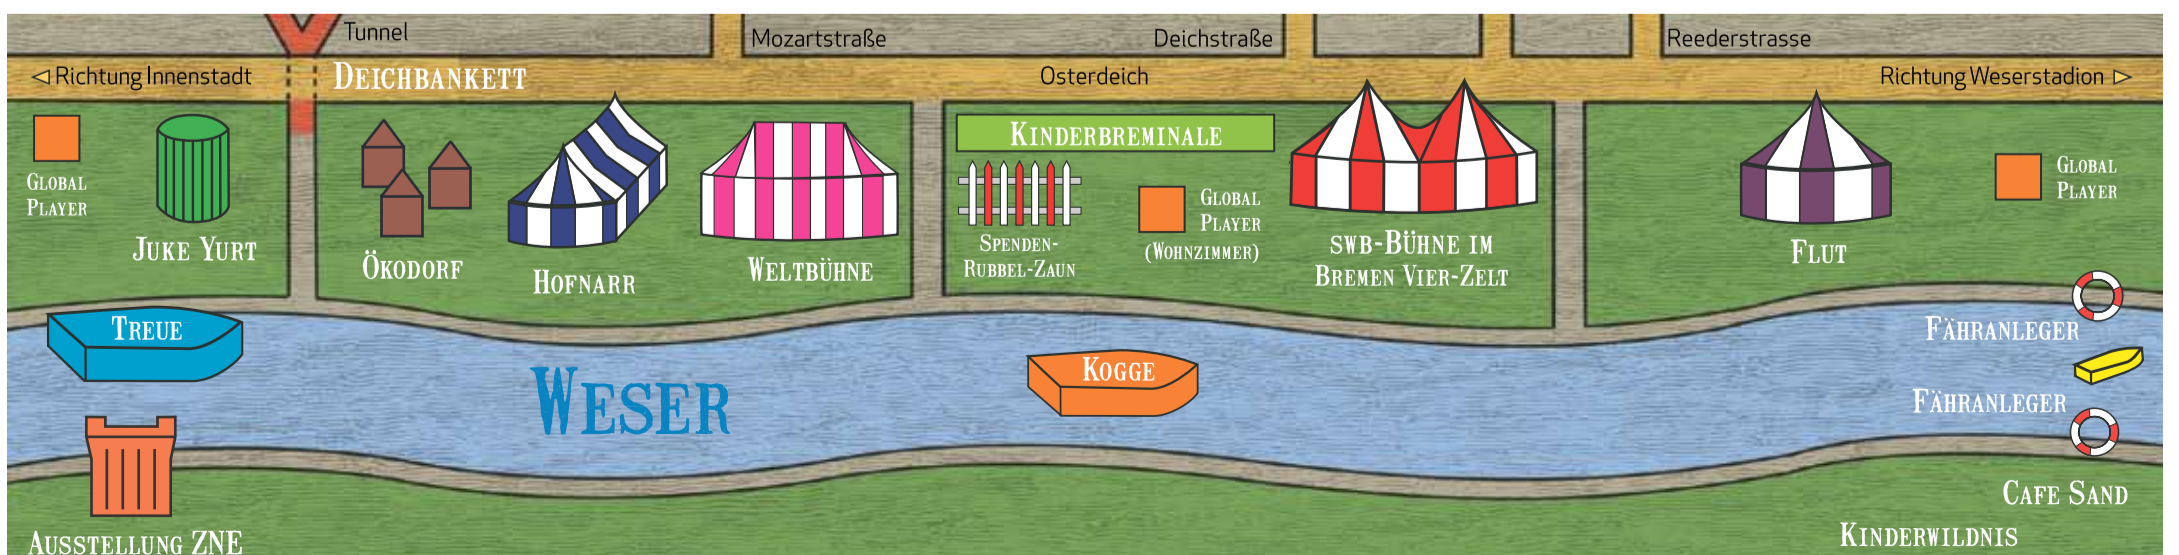 Tunnel
Mozartstraße
Deichstraße
Reederstrasse
Richtung Innenstadt
DEICHBANKETT
Osterdeich
Richtung Weserstadion
GLOBAL
PLAYER
JUKE YURT
ÖKODORF
HOFNARR
WELTBÜHNE
KINDERBREMINALE
SPENDEN-
RUBBEL-ZAUN
GLOBAL
PLAYER
(WOHNZIMMER)
SWB-BÜHNE IM
BREMEN VIER-ZELT
FLUT
GLOBAL
PLAYER
TREUE
WESER
KOGGE
FÄHRANLEGER
FÄHRANLEGER
AUSSTELLUNG ZNE
CAFE SAND
KINDERWILDNIS